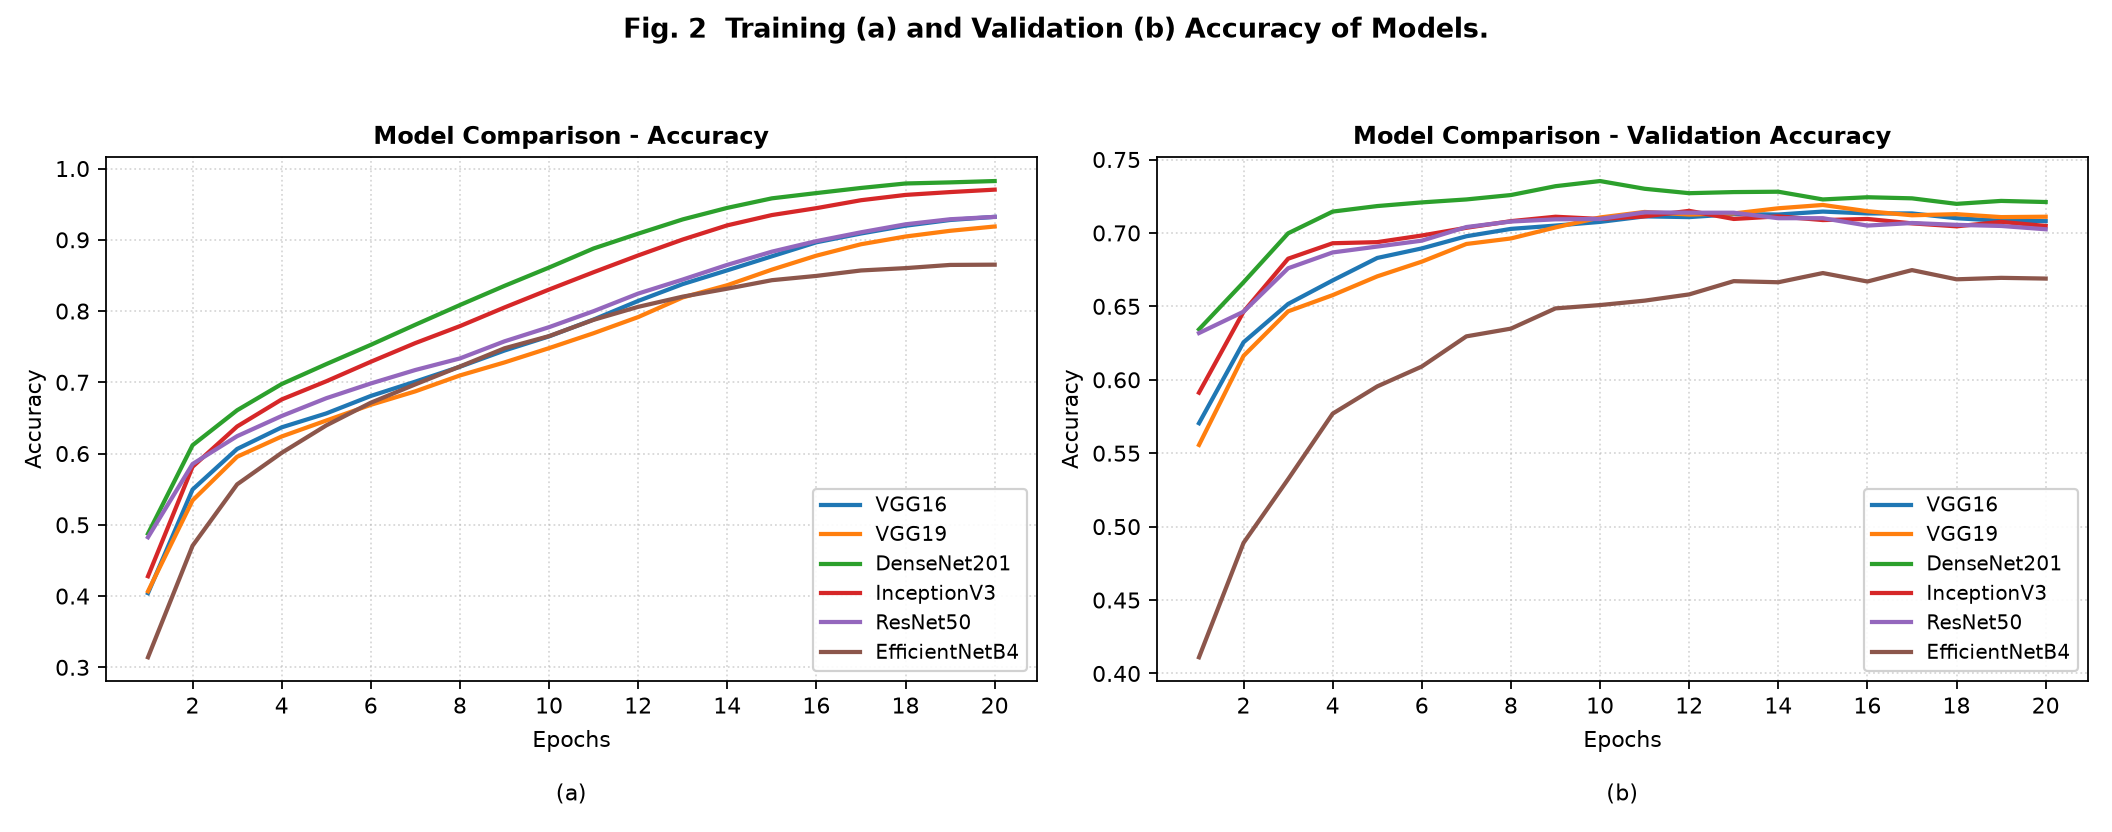 Fig. 2  Training (a) and Validation (b) Accuracy of Models.
Model Comparison - Accuracy
Accuracy
1.0
0.9
0.8
0.7
0.6
0.5
0.4
0.3
2 4 6 8 10 12 14 16 18 20
Epochs
VGG16
VGG19
DenseNet201
InceptionV3
ResNet50
EfficientNetB4
(a)
Model Comparison - Validation Accuracy
Accuracy
0.75
0.70
0.65
0.60
0.55
0.50
0.45
0.40
2 4 6 8 10 12 14 16 18 20
Epochs
VGG16
VGG19
DenseNet201
InceptionV3
ResNet50
EfficientNetB4
(b)